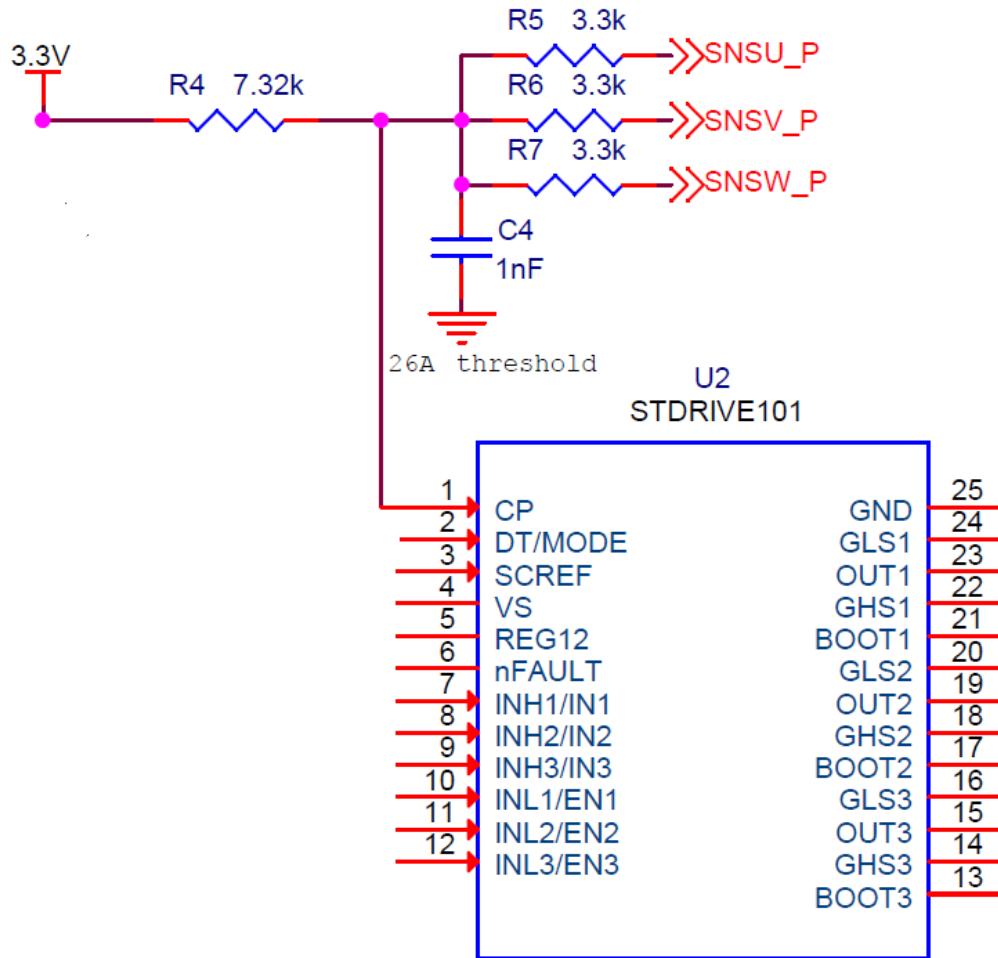 R5 3.3k
SNSU_P
3.3V
R4 7.32k
R6 3.3k
SNSV_P
R7 3.3k
SNSW_P
C4
1nF
26A threshold
U2
STDRIVE101
1 CP GND 25
2 DT/MODE GLS1 24
3 SCREF OUT1 23
4 VS GHS1 22
5 REG12 BOOT1 21
6 nFAULT GLS2 20
7 INH1/IN1 OUT2 19
8 INH2/IN2 GHS2 18
9 INH3/IN3 BOOT2 17
10 INL1/EN1 GLS3 16
11 INL2/EN2 OUT3 15
12 INL3/EN3 GHS3 14
BOOT3 13